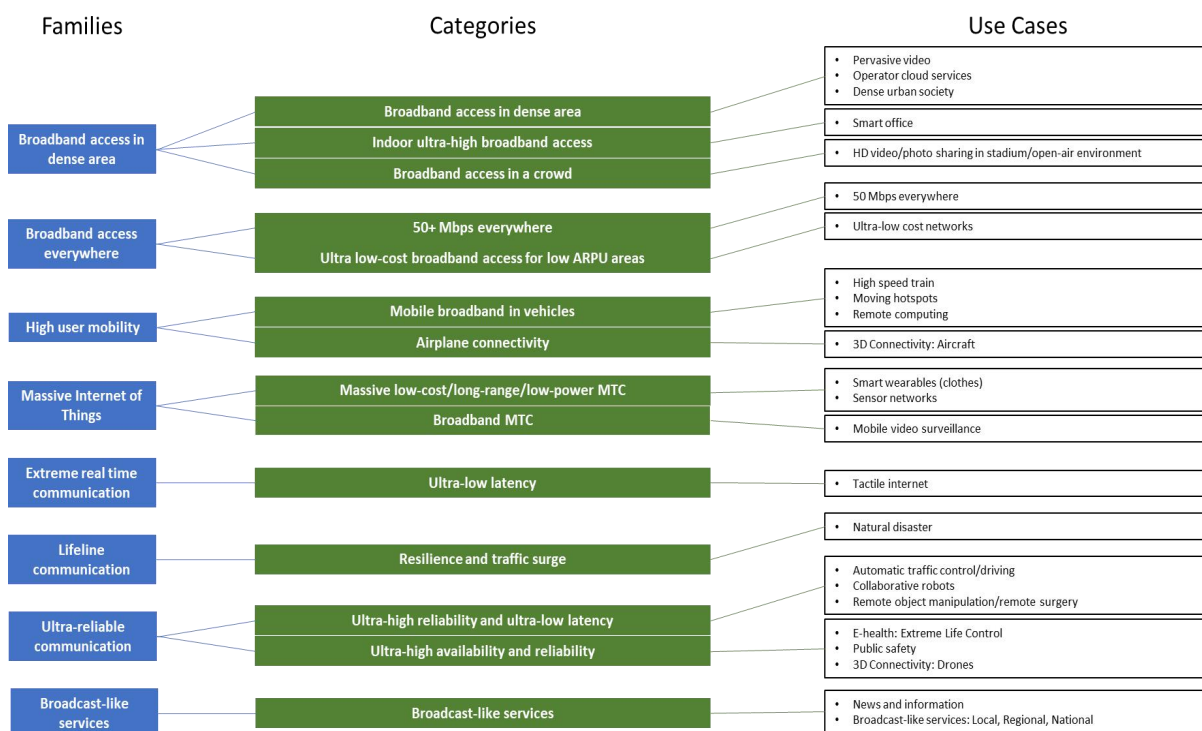 Families
Categories
Use Cases
Broadband access in
dense area
Broadband access in dense area
Indoor ultra-high broadband access
Broadband access in a crowd
• Pervasive video
• Operator cloud services
• Dense urban society
• Smart office
• HD video/photo sharing in stadium/open-air environment
Broadband access
everywhere
50+ Mbps everywhere
Ultra low-cost broadband access for low ARPU areas
• 50 Mbps everywhere
• Ultra-low cost networks
High user mobility
Mobile broadband in vehicles
Airplane connectivity
• High speed train
• Moving hotspots
• Remote computing
• 3D Connectivity: Aircraft
Massive Internet of
Things
Massive low-cost/long-range/low-power MTC
Broadband MTC
• Smart wearables (clothes)
• Sensor networks
• Mobile video surveillance
Extreme real time
communication
Ultra-low latency
• Tactile internet
Lifeline
communication
Resilience and traffic surge
• Natural disaster
Ultra-reliable
communication
Ultra-high reliability and ultra-low latency
Ultra-high availability and reliability
• Automatic traffic control/driving
• Collaborative robots
• Remote object manipulation/remote surgery
• E-health: Extreme Life Control
• Public safety
• 3D Connectivity: Drones
Broadcast-like
services
Broadcast-like services
• News and information
• Broadcast-like services: Local, Regional, National